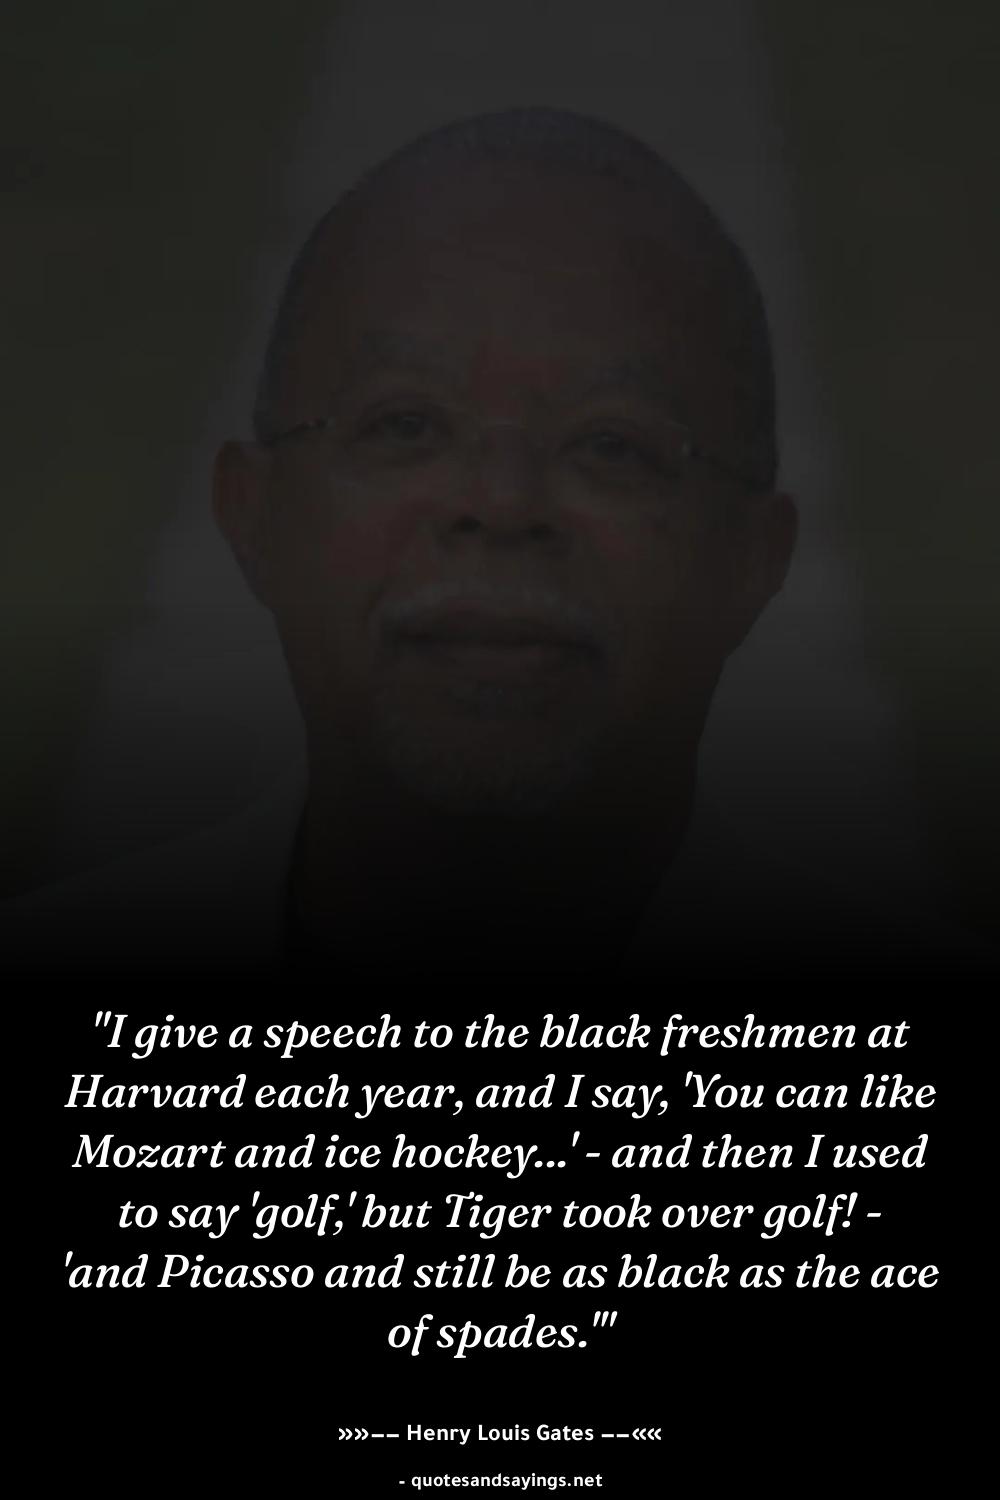 "I give a speech to the black freshmen at
Harvard each year, and I say, 'You can like
Mozart and ice hockey...' - and then I used
to say 'golf,' but Tiger took over golf! -
'and Picasso and still be as black as the ace
of spades.'"
»»–– Henry Louis Gates ––««
- quotesandsayings.net